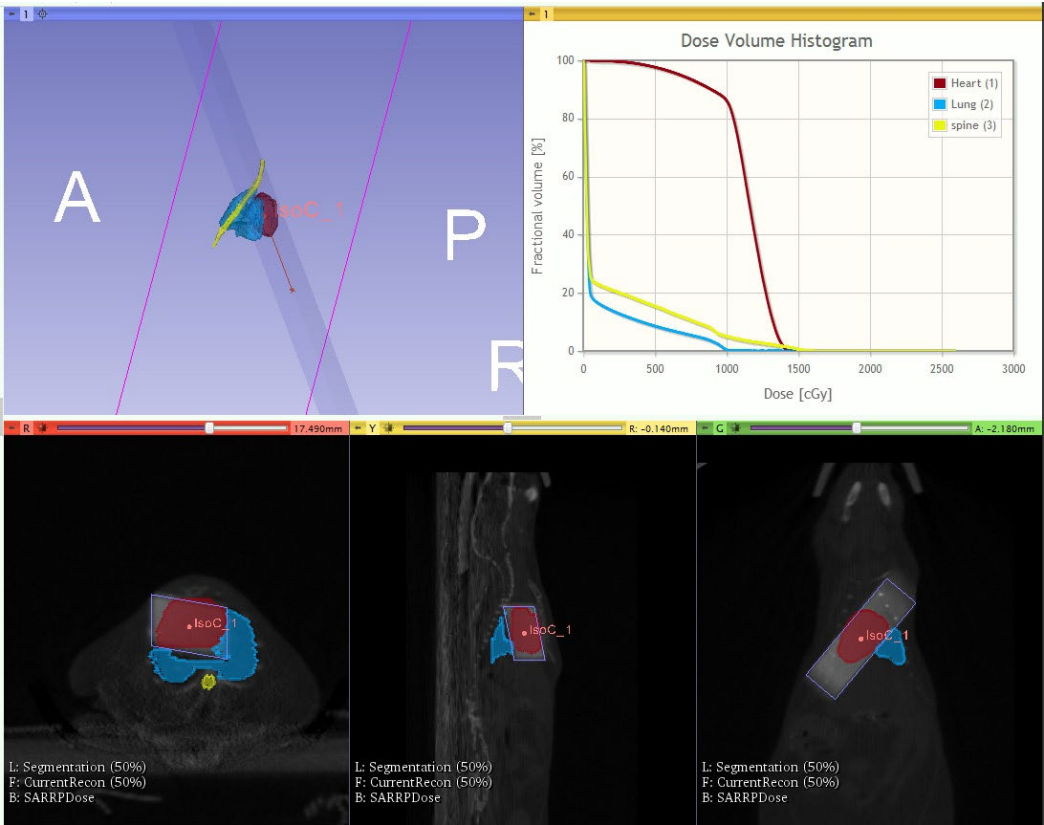 1
A
P
R
IsoC_1
1
Dose Volume Histogram
Fractional volume [%]
100
80
60
40
20
0
0 500 1000 1500 2000 2500 3000
Dose [cGy]
Heart (1)
Lung (2)
spine (3)
R 17.490mm
IsoC_1
L: Segmentation (50%)
F: CurrentRecon (50%)
B: SARRPDose
Y R: -0.140mm
IsoC_1
L: Segmentation (50%)
F: CurrentRecon (50%)
B: SARRPDose
G A: -2.180mm
IsoC_1
L: Segmentation (50%)
F: CurrentRecon (50%)
B: SARRPDose